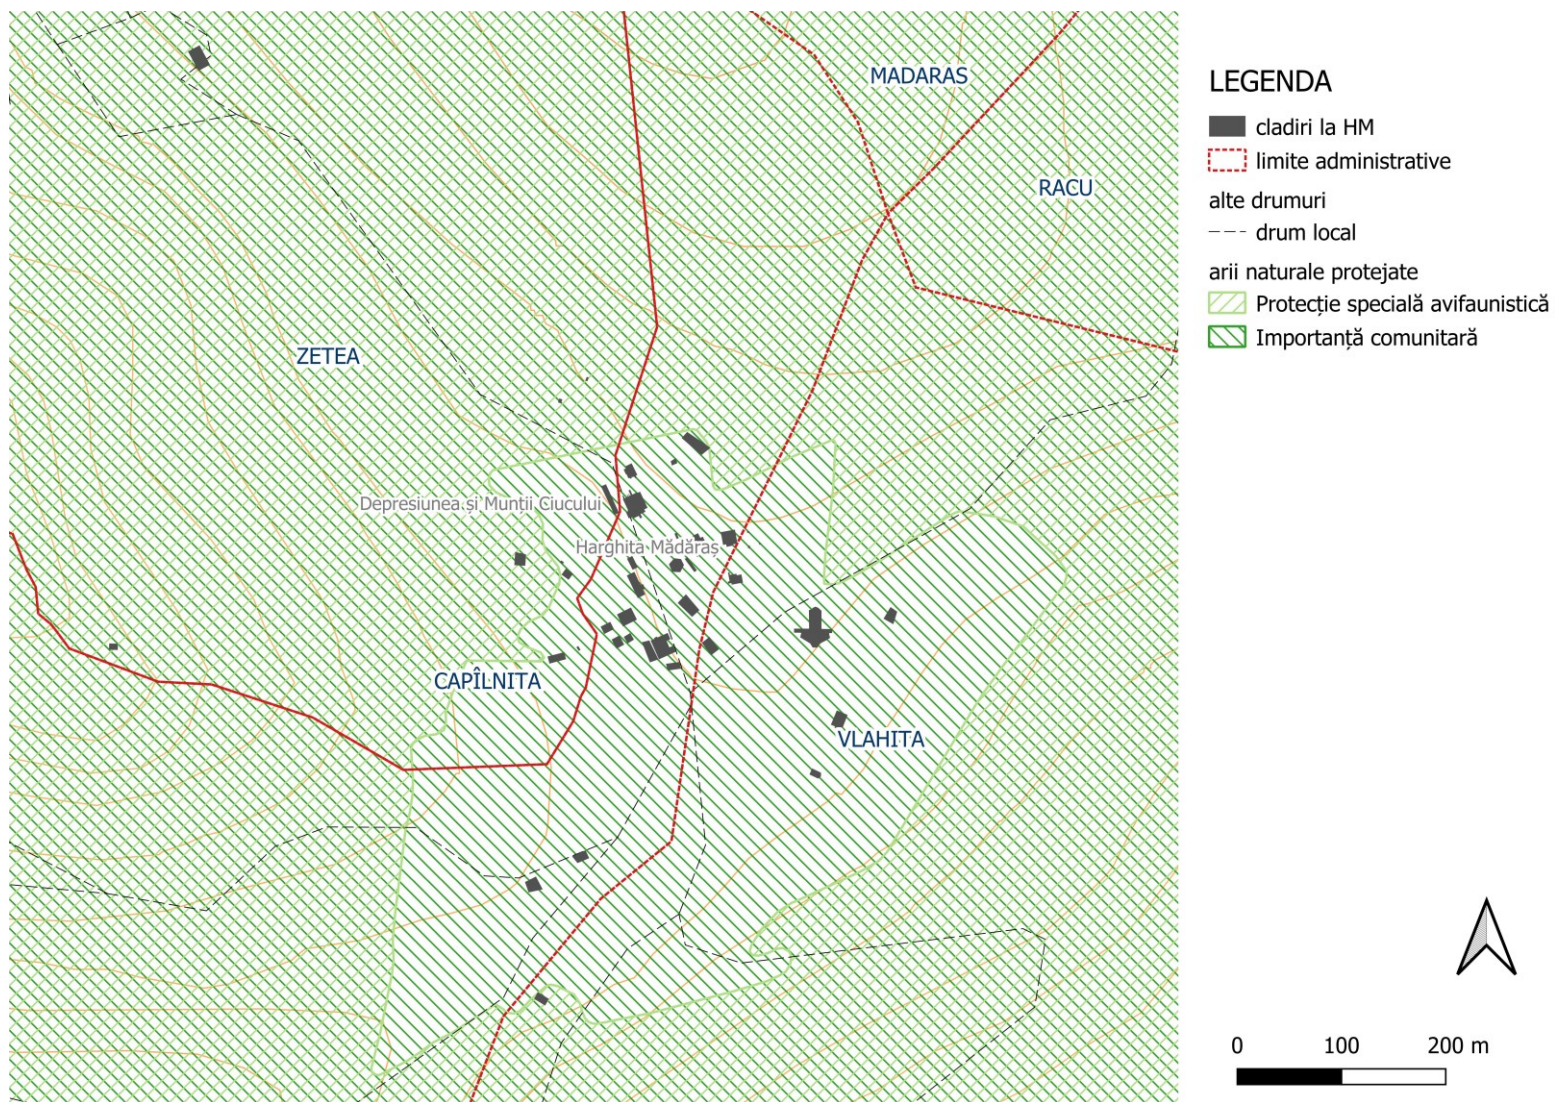 MADARAS
RACU
ZETEA
Depresiunea și Munții Ciucului
Harghita Mădăraș
CAPÎLNITA
VLAHITA
LEGENDA
cladiri la HM
limite administrative
alte drumuri
drum local
arii naturale protejate
Protecție specială avifaunistică
Importanță comunitară
0 100 200 m